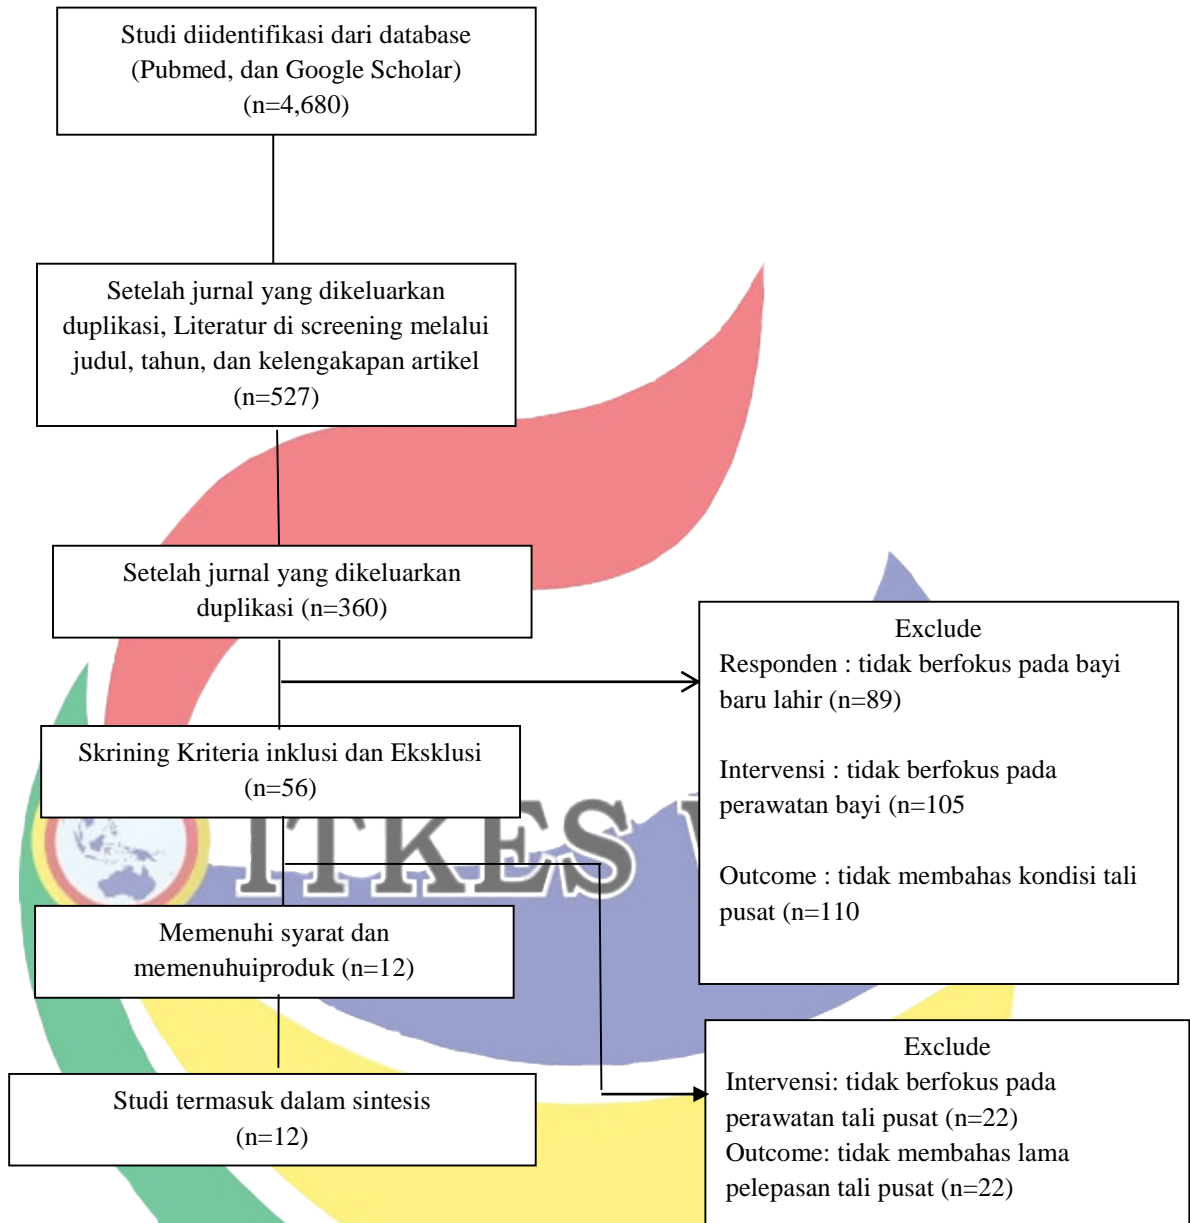 Studi diidentifikasi dari database
(Pubmed, dan Google Scholar)
(n=4,680)
Setelah jurnal yang dikeluarkan
duplikasi, Literatur di screening melalui
judul, tahun, dan kelengakapan artikel
(n=527)
Setelah jurnal yang dikeluarkan
duplikasi (n=360)
Exclude
Responden : tidak berfokus pada bayi
baru lahir (n=89)
Intervensi : tidak berfokus pada
perawatan bayi (n=105
Outcome : tidak membahas kondisi tali
pusat (n=110
Skrining Kriteria inklusi dan Eksklusi
(n=56)
ITKES
Memenuhi syarat dan
memenuhuiproduk (n=12)
Exclude
Intervensi: tidak berfokus pada
perawatan tali pusat (n=22)
Outcome: tidak membahas lama
pelepasan tali pusat (n=22)
Studi termasuk dalam sintesis
(n=12)